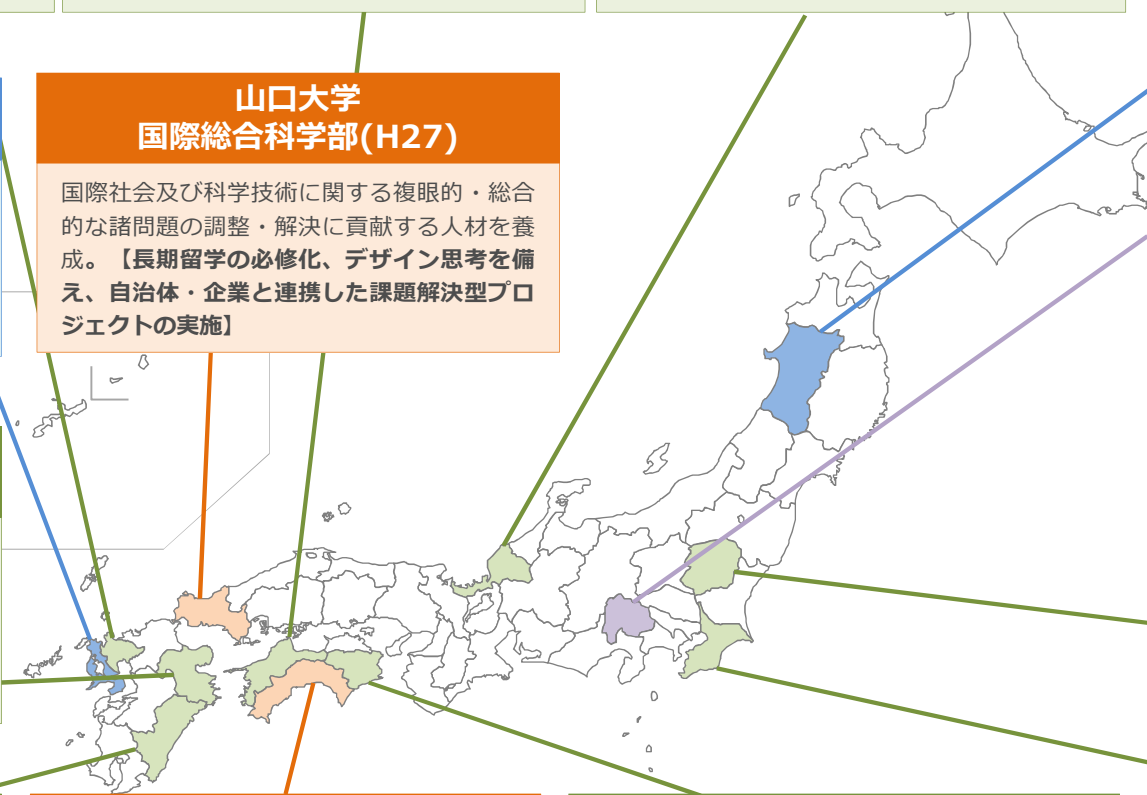 山口大学
国際総合科学部(H27)
国際社会及び科学技術に関する複眼的・総合
的な諸問題の調整・解決に貢献する人材を養
成。【長期留学の必修化、デザイン思考を備
え、自治体・企業と連携した課題解決型プロ
ジェクトの実施】